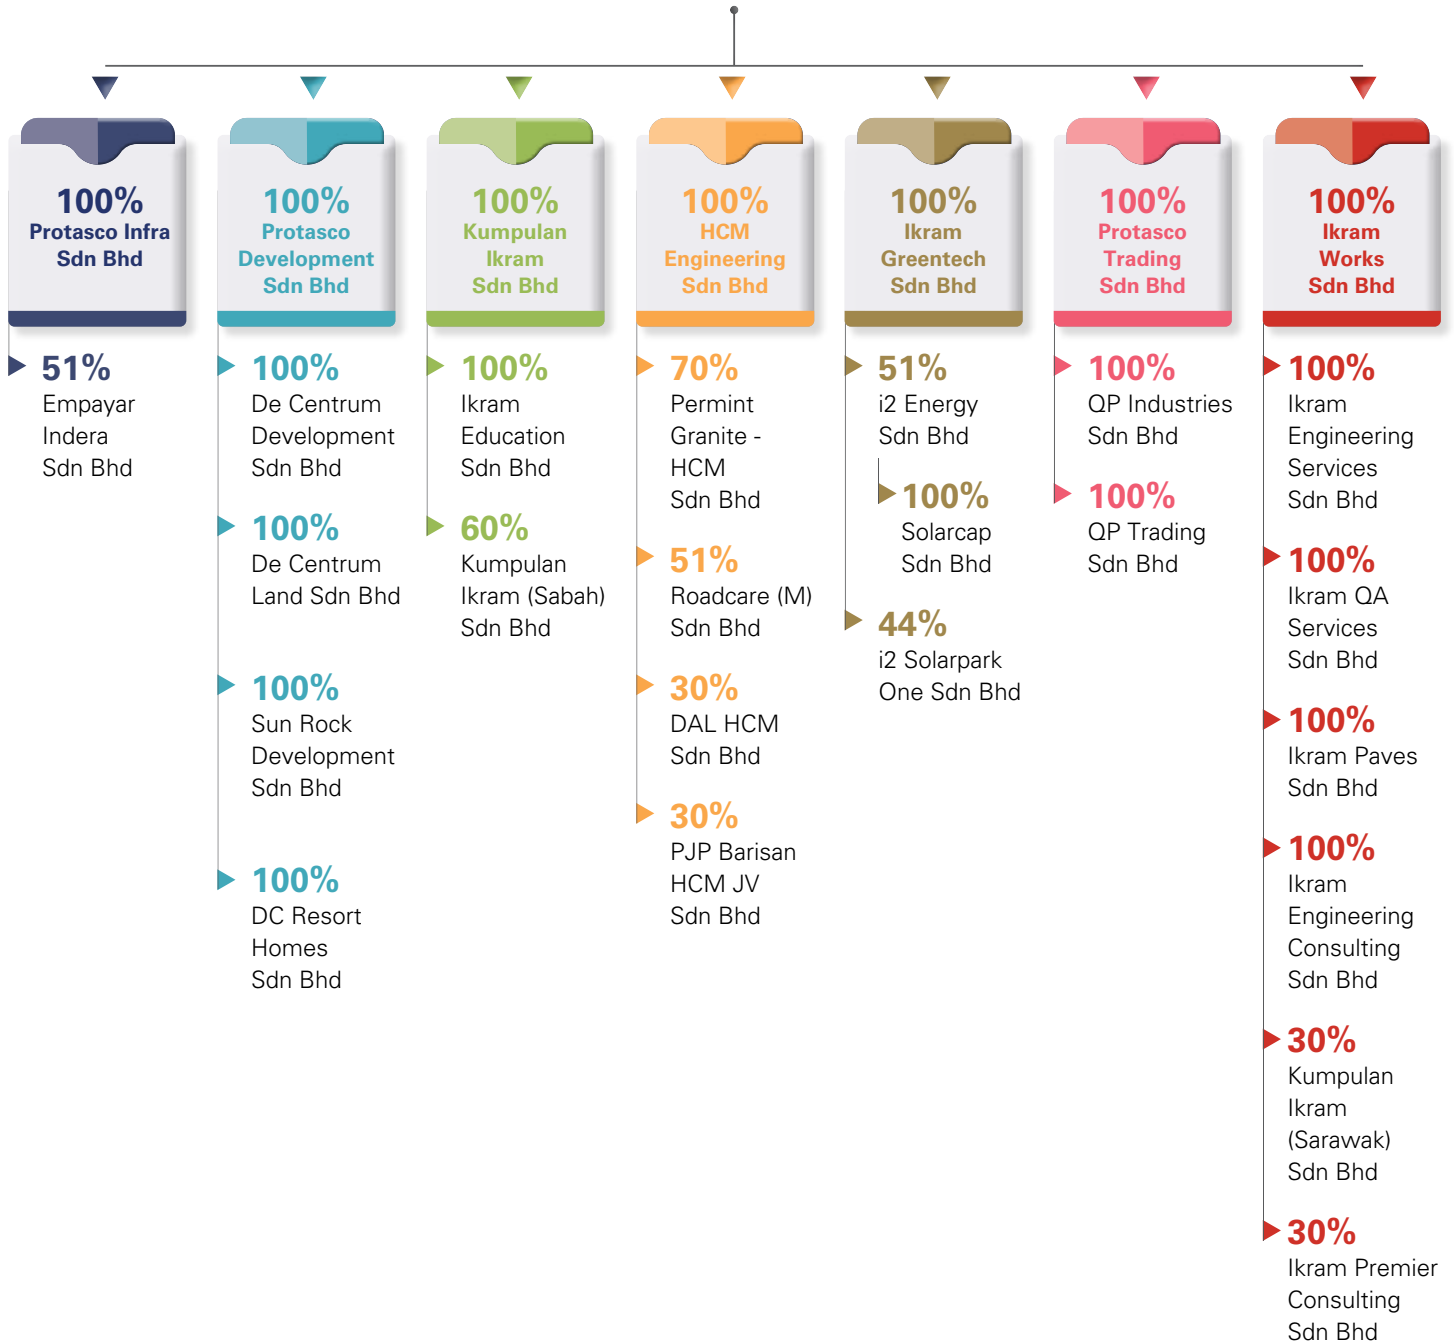 100%
Protasco Infra
Sdn Bhd
51%
Empayar
Indera
Sdn Bhd
100%
Protasco
Development
Sdn Bhd
100%
De Centrum
Development
Sdn Bhd
100%
De Centrum
Land Sdn Bhd
100%
Sun Rock
Development
Sdn Bhd
100%
DC Resort
Homes
Sdn Bhd
100%
Kumpulan
Ikram
Sdn Bhd
100%
Ikram
Education
Sdn Bhd
60%
Kumpulan
Ikram (Sabah)
Sdn Bhd
100%
HCM
Engineering
Sdn Bhd
70%
Permint
Granite -
HCM
Sdn Bhd
51%
Roadcare (M)
Sdn Bhd
30%
DAL HCM
Sdn Bhd
30%
PJP Barisan
HCM JV
Sdn Bhd
100%
Ikram
Greentech
Sdn Bhd
51%
i2 Energy
Sdn Bhd
100%
Solarcap
Sdn Bhd
44%
i2 Solarpark
One Sdn Bhd
100%
Protasco
Trading
Sdn Bhd
100%
QP Industries
Sdn Bhd
100%
QP Trading
Sdn Bhd
100%
Ikram
Works
Sdn Bhd
100%
Ikram
Engineering
Services
Sdn Bhd
100%
Ikram QA
Services
Sdn Bhd
100%
Ikram Paves
Sdn Bhd
100%
Ikram
Engineering
Consulting
Sdn Bhd
30%
Kumpulan
Ikram
(Sarawak)
Sdn Bhd
30%
Ikram Premier
Consulting
Sdn Bhd